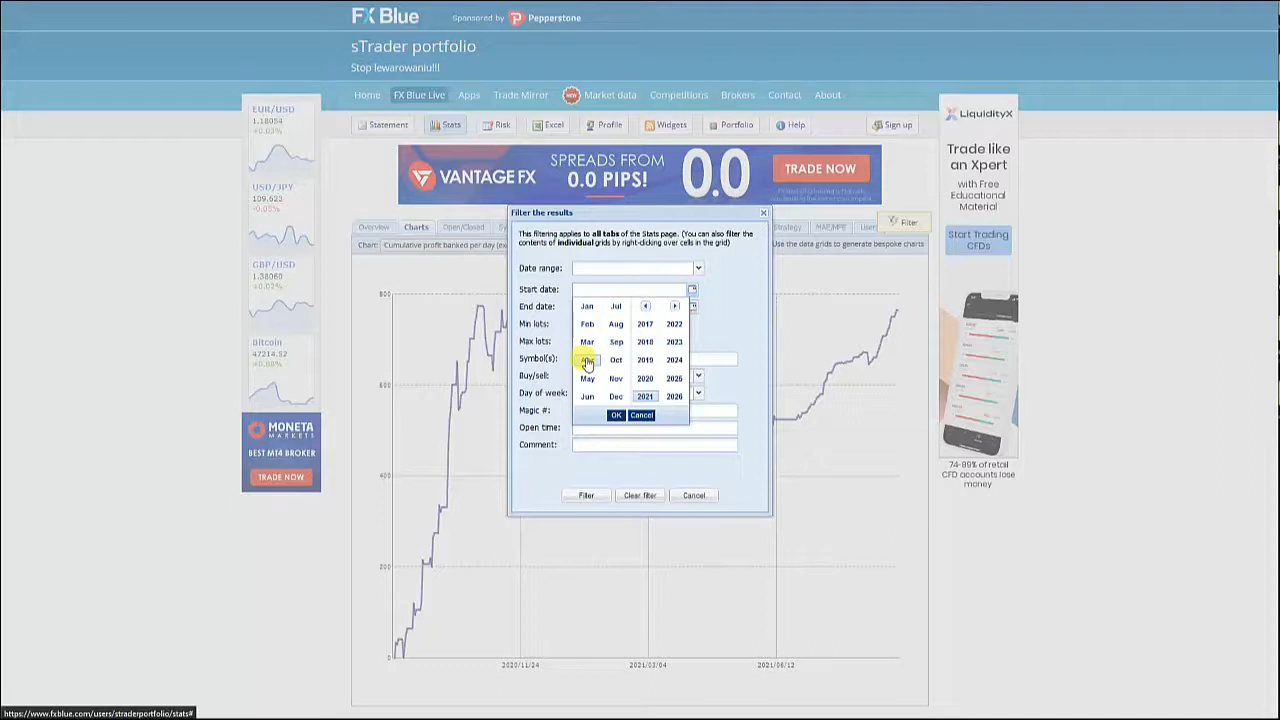 FX Blue
Sponsored by Pepperstone
sTrader portfolio
Stop lewarowaniu!!!
Home FX Blue Live Apps Trade Mirror NEW Market data Competitions Brokers Contact About
Statement Stats Risk Excel Profile Widgets Portfolio Help Sign up
EUR/USD
1.18054
+0.03%
USD/JPY
109.622
-0.05%
GBP/USD
1.38060
+0.02%
Bitcoin
47214.52
MONETA
MARKETS
BEST MT4 BROKER
TRADE NOW
VANTAGE FX
SPREADS FROM
0.0 PIPS!
0.0
TRADE NOW
Overview Charts Open/Closed
Strategy MAE/MFE User
Filter
Chart: Cumulative profit banked per day (e
Use the data grids to generate bespoke charts
Filter the results
This filtering applies to all tabs of the Stats page. (You can also filter the
contents of individual grids by right-clicking over cells in the grid)
Date range:
Start date:
End date:
Min lots:
Max lots:
Symbol(s):
Buy/sell:
Day of week:
Magic #:
Open time:
Comment:
Jan Jul
Feb Aug 2017 2022
Mar Sep 2018 2023
Oct 2019 2024
May Nov 2020 2025
Jun Dec 2021 2026
OK Cancel
Filter Clear filter Cancel
800
600
400
200
0
2020/11/24 2021/03/04 2021/06/12
LiquidityX
Trade like
an Xpert
with Free
Educational
Material
Start Trading
CFDs
74-89% of retail
CFD accounts lose
money
https://www.fxblue.com/users/straderportfolio/stats#